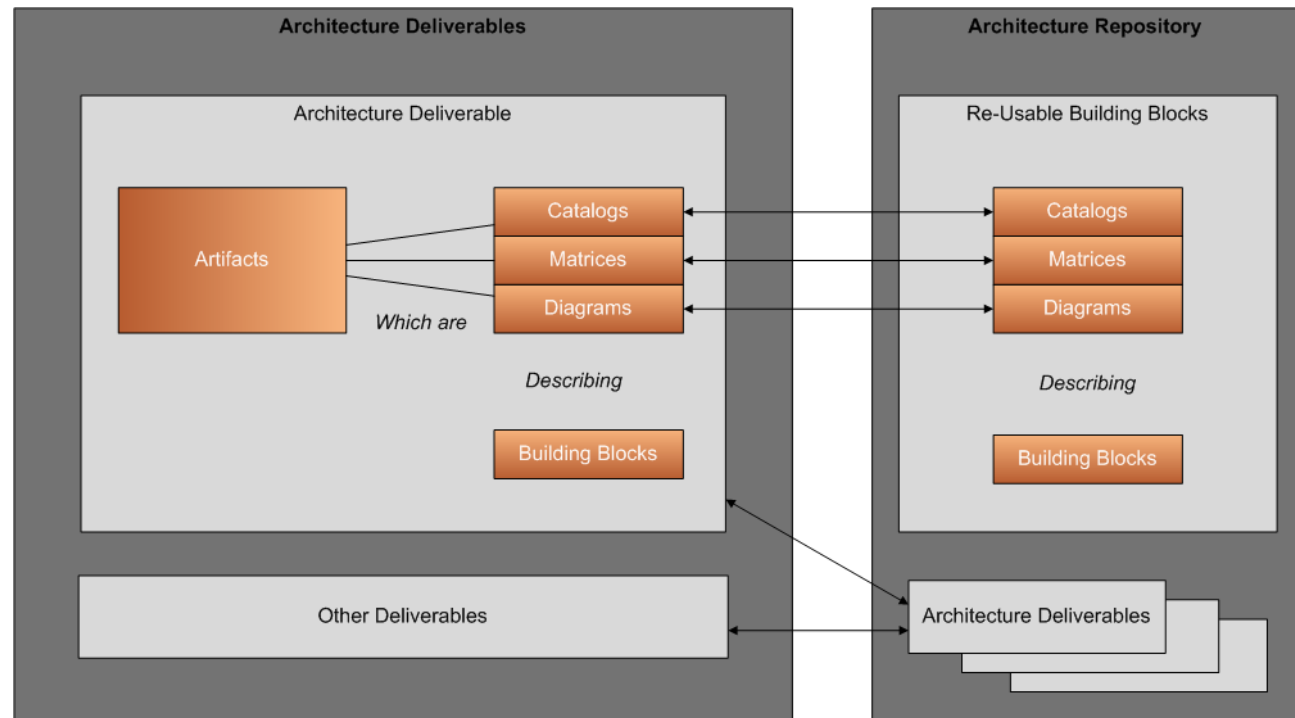 Architecture Deliverables
Architecture Deliverable
Artifacts
Catalogs
Matrices
Diagrams
Which are
Describing
Building Blocks
Other Deliverables
Architecture Repository
Re-Usable Building Blocks
Catalogs
Matrices
Diagrams
Describing
Building Blocks
Architecture Deliverables